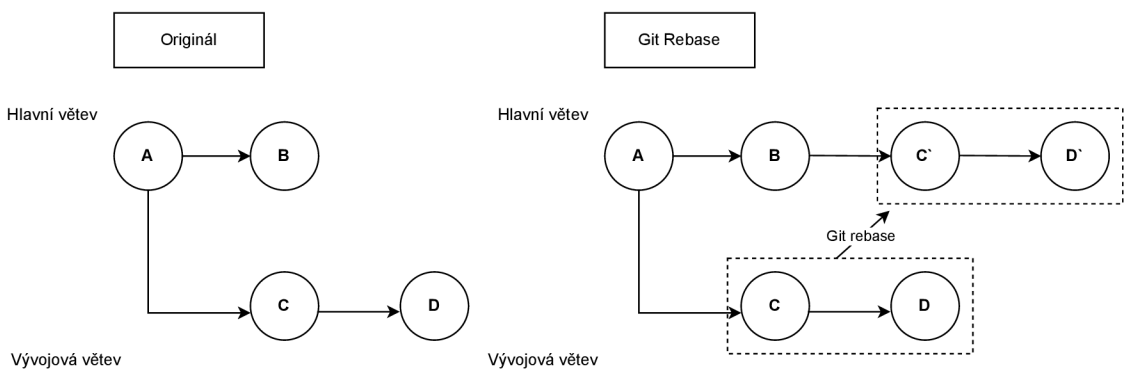 Originál
Hlavní větev
A
B
C
D
Vývojová větev
Git Rebase
Hlavní větev
A
B
C`
D`
Git rebase
C
D
Vývojová větev